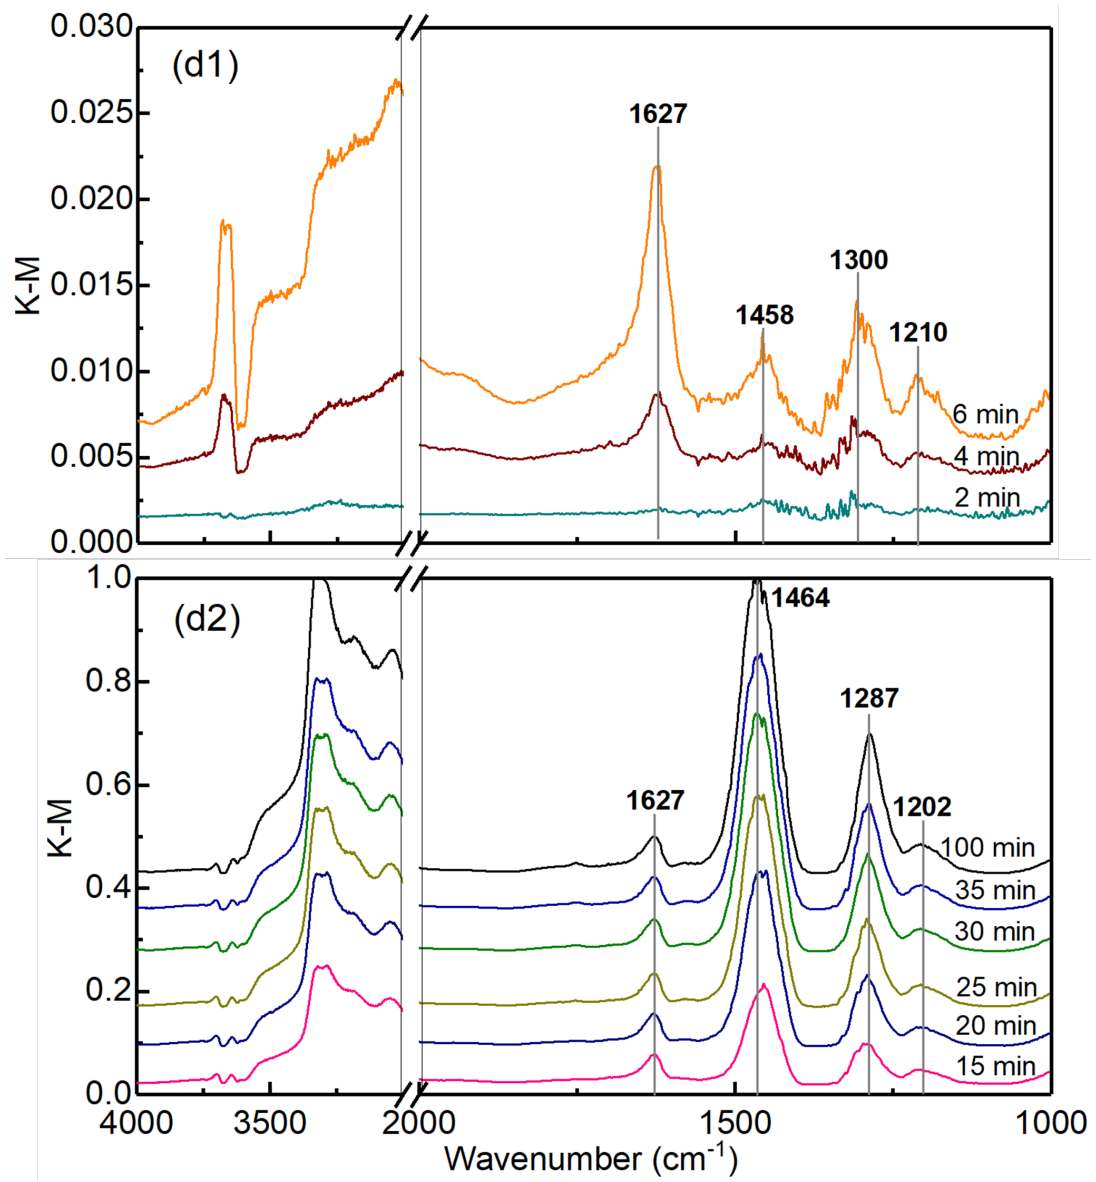 (d1)
0.030
0.025
0.020
0.015
0.010
0.005
0.000
K-M
1627
1458
1300
1210
6 min
4 min
2 min
(d2)
1.0
0.8
0.6
0.4
0.2
0.0
K-M
1464
1287
1627
1202
100 min
35 min
30 min
25 min
20 min
15 min
4000 3500 2000 1500 1000
Wavenumber (cm-1)